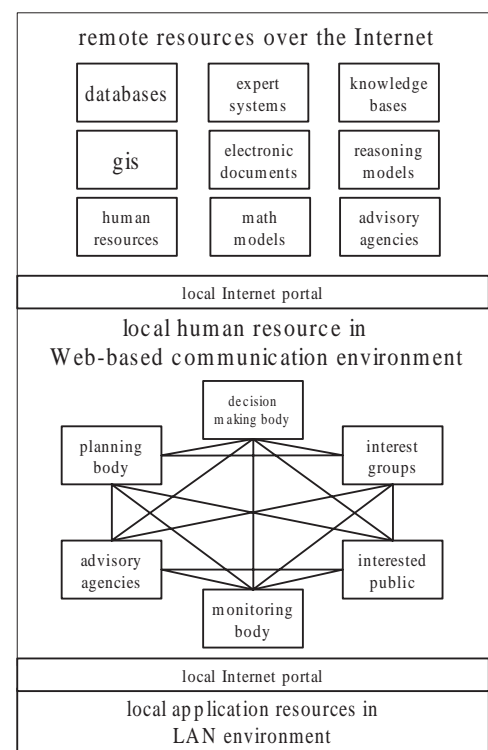 remote resources over the Internet
databases
expert
systems
knowledge
bases
gis
electronic
documents
reasoning
models
human
resources
math
models
advisory
agencies
local Internet portal
local human resource in
Web-based communication environment
decision
making body
planning
body
interest
groups
advisory
agencies
interested
public
monitoring
body
local Internet portal
local application resources in
LAN environment